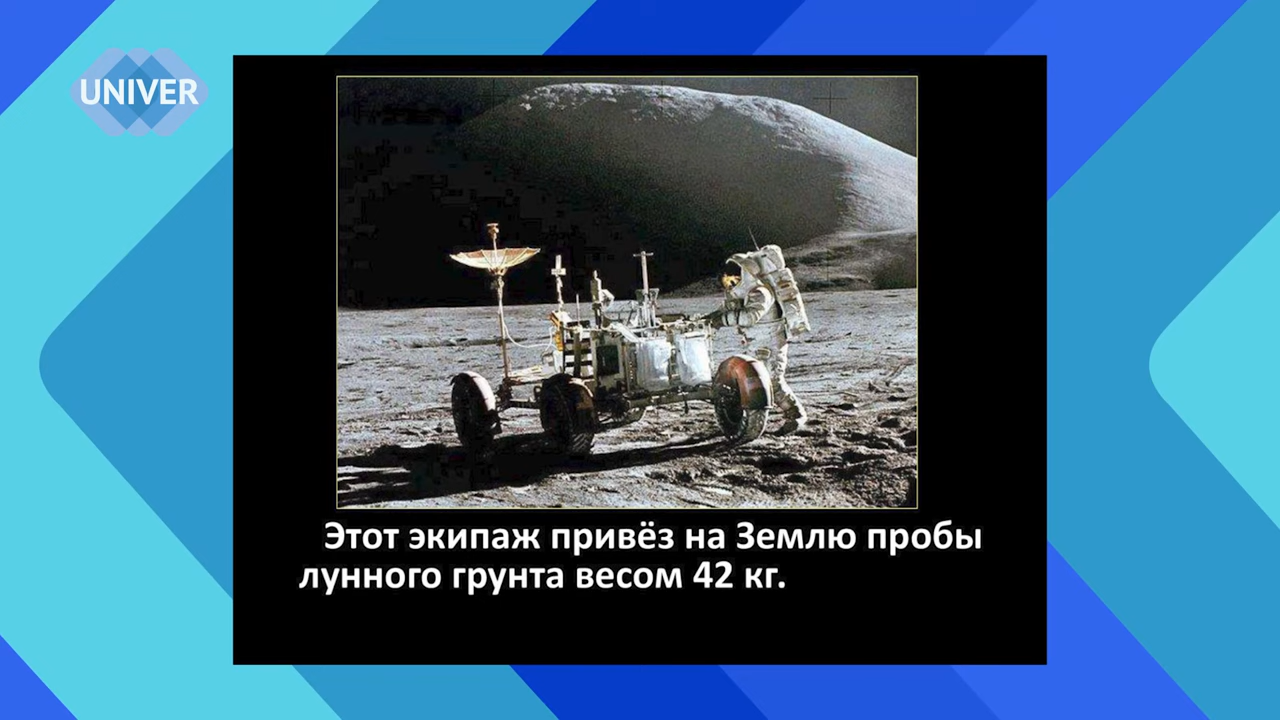 UNIVER
Этот экипаж привёз на Землю пробы
лунного грунта весом 42 кг.